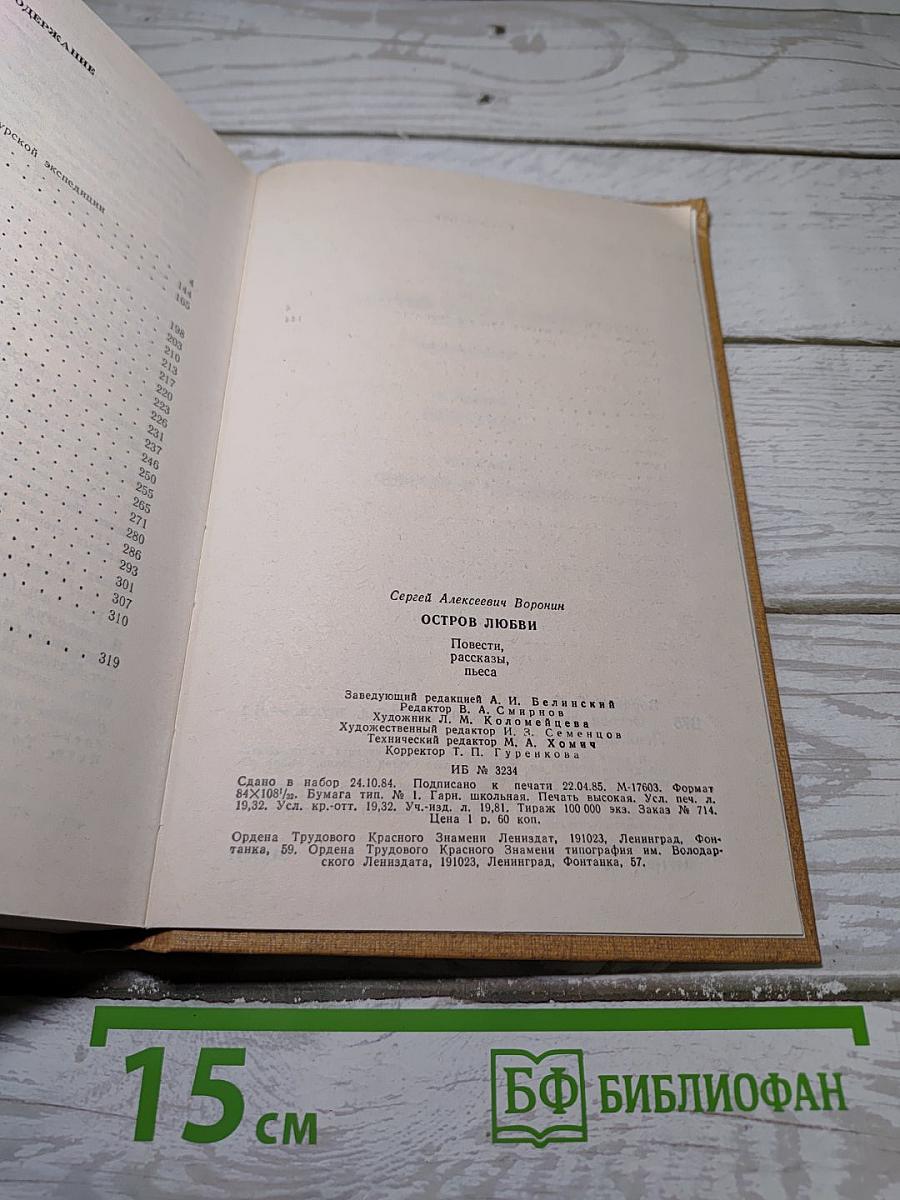 СОДЕРЖАНИЕ
урской экспедиции
4
144
165
198
203
210
213
217
220
223
226
231
237
246
250
255
265
271
280
286
293
301
307
310
319
Сергей Алексеевич Воронин
ОСТРОВ ЛЮБВИ
Повести,
рассказы,
пьеса
Заведующий редакцией А. И. Белинский
Редактор В. А. Смирнов
Художник Л. М. Коломейцева
Художественный редактор И. З. Семенцов
Технический редактор М. А. Хомич
Корректор Т. П. Гуренкова
ИБ № 3234
Сдано в набор 24.10.84. Подписано к печати 22.04.85. М-17603. Формат
84×108¹/₃₂. Бумага тип. № 1. Гарн. школьная. Печать высокая. Усл. печ. л.
19,32. Усл. кр.-отт. 19,32. Уч.-изд. л. 19,81. Тираж 100 000 экз. Заказ № 714.
Цена 1 р. 60 коп.
Ордена Трудового Красного Знамени Лениздат, 191023, Ленинград, Фон-
танка, 59. Ордена Трудового Красного Знамени типография им. Володар-
ского Лениздата, 191023, Ленинград, Фонтанка, 57.
15 см
БФ БИБЛИОФАН